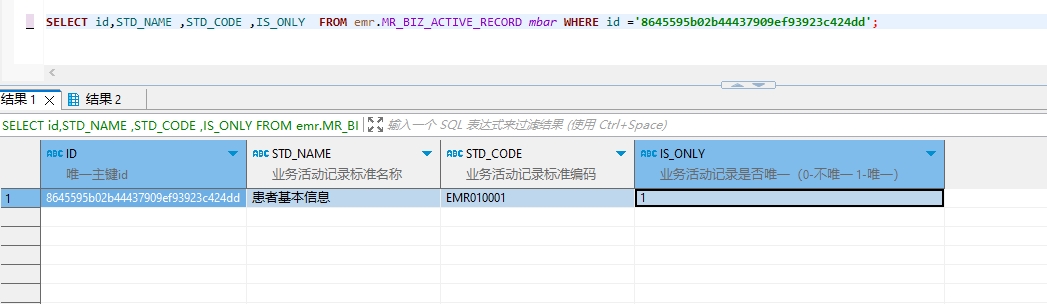 SELECT id,STD_NAME ,STD_CODE ,IS_ONLY  FROM emr.MR_BIZ_ACTIVE_RECORD mbar WHERE id ='8645595b02b44437909ef93923c424dd';
结果 1 结果 2
SELECT id,STD_NAME ,STD_CODE ,IS_ONLY FROM emr.MR_BI 输入一个 SQL 表达式来过滤结果 (使用 Ctrl+Space)
ABC ID ABC STD_NAME ABC STD_CODE ABC IS_ONLY
唯一主键id 业务活动记录标准名称 业务活动记录标准编码 业务活动记录是否唯一（0-不唯一 1-唯一）
1 8645595b02b44437909ef93923c424dd 患者基本信息 EMR010001 1